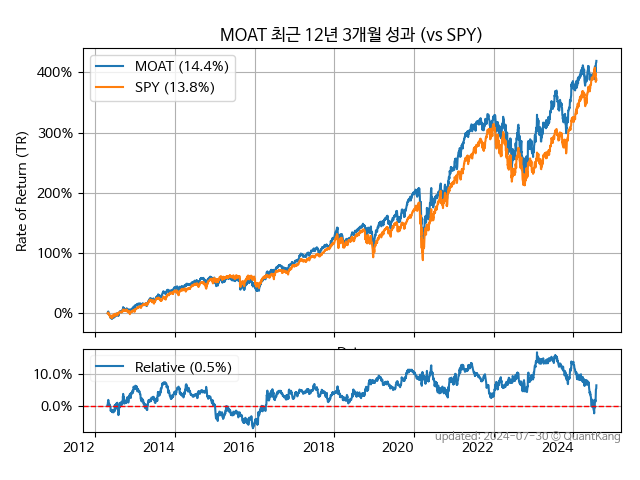 MOAT 최근 12년 3개월 성과 (vs SPY)
MOAT (14.4%)
SPY (13.8%)
Rate of Return (TR)
400%
300%
200%
100%
0%
Relative (0.5%)
10.0%
0.0%
2012 2014 2016 2018 2020 2022 2024
updated: 2024-07-30 © QuantKang